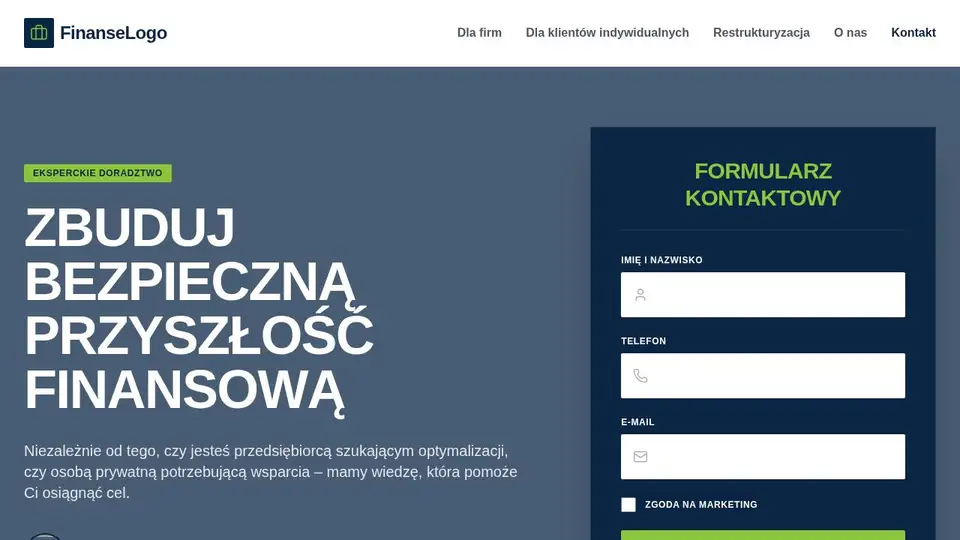 FinanseLogo
Dla firm
Dla klientów indywidualnych
Restrukturyzacja
O nas
Kontakt
EKSPERCKIE DORADZTWO
ZBUDUJ
BEZPIECZNĄ
PRZYSZŁOŚĆ
FINANSOWĄ
Niezależnie od tego, czy jesteś przedsiębiorcą szukającym optymalizacji,
czy osobą prywatną potrzebującą wsparcia – mamy wiedzę, która pomoże
Ci osiągnąć cel.
FORMULARZ
KONTAKTOWY
IMIĘ I NAZWISKO
TELEFON
E-MAIL
ZGODA NA MARKETING